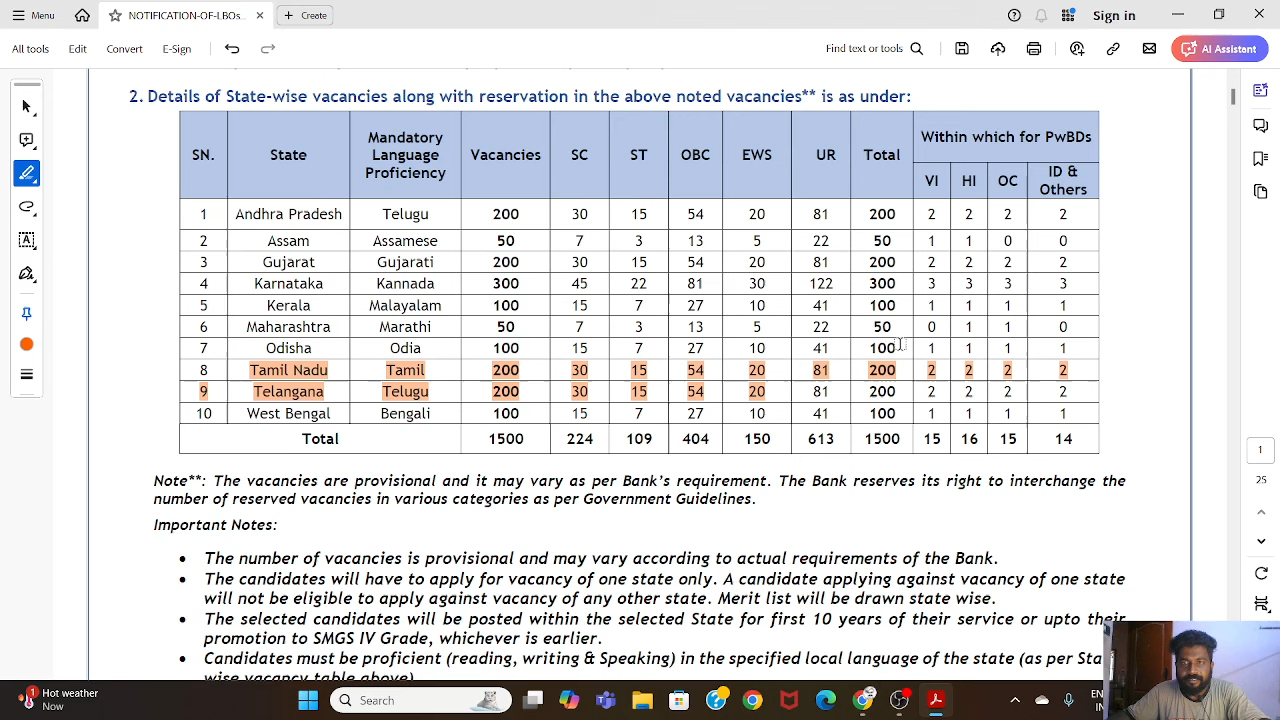 Menu NOTIFICATION-OF-LBOs... × + Create Sign in
All tools Edit Convert E-Sign Find text or tools AI Assistant
2. Details of State-wise vacancies along with reservation in the above noted vacancies** is as under:
SN. State Mandatory Language Proficiency Vacancies SC ST OBC EWS UR Total Within which for PwBDs
VI HI OC ID & Others
1 Andhra Pradesh Telugu 200 30 15 54 20 81 200 2 2 2 2
2 Assam Assamese 50 7 3 13 5 22 50 1 1 0 0
3 Gujarat Gujarati 200 30 15 54 20 81 200 2 2 2 2
4 Karnataka Kannada 300 45 22 81 30 122 300 3 3 3 3
5 Kerala Malayalam 100 15 7 27 10 41 100 1 1 1 1
6 Maharashtra Marathi 50 7 3 13 5 22 50 0 1 1 0
7 Odisha Odia 100 15 7 27 10 41 100 1 1 1 1
8 Tamil Nadu Tamil 200 30 15 54 20 81 200 2 2 2 2
9 Telangana Telugu 200 30 15 54 20 81 200 2 2 2 2
10 West Bengal Bengali 100 15 7 27 10 41 100 1 1 1 1
Total 1500 224 109 404 150 613 1500 15 16 15 14
Note**: The vacancies are provisional and it may vary as per Bank's requirement. The Bank reserves its right to interchange the
number of reserved vacancies in various categories as per Government Guidelines.
Important Notes:
• The number of vacancies is provisional and may vary according to actual requirements of the Bank.
• The candidates will have to apply for vacancy of one state only. A candidate applying against vacancy of one state
will not be eligible to apply against vacancy of any other state. Merit list will be drawn state wise.
• The selected candidates will be posted within the selected State for first 10 years of their service or upto their
promotion to SMGS IV Grade, whichever is earlier.
• Candidates must be proficient (reading, writing & Speaking) in the specified local language of the state (as per Sta
wise vacancy table above)
1
25
1
Hot weather
Now
Search
EN
IN